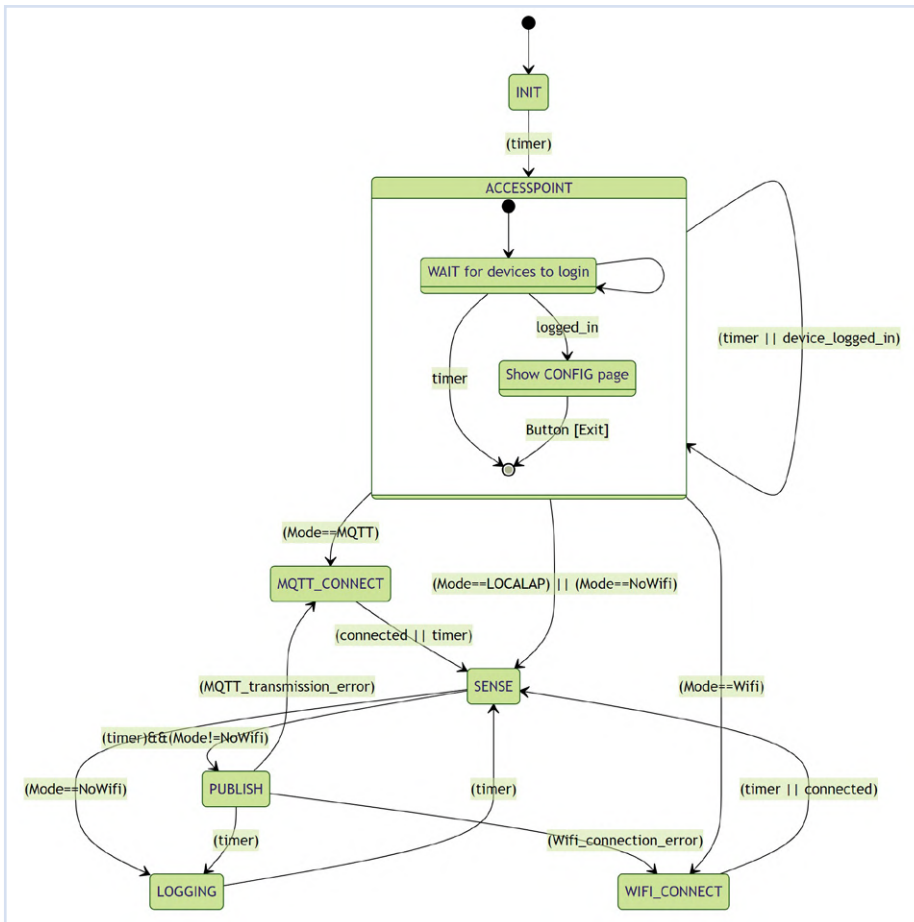 INIT
(timer)
ACCESSPOINT
WAIT for devices to login
logged_in
(timer || device_logged_in)
timer
Show CONFIG page
Button [Exit]
(Mode==MQTT)
MQTT_CONNECT
(Mode==LOCALAP) || (Mode==NoWifi)
(connected || timer)
SENSE
(MQTT_transmission_error)
(Mode==Wifi)
(timer)&&(Mode!=NoWifi)
(Mode==NoWifi)
PUBLISH
(timer)
(timer || connected)
(timer)
(Wifi_connection_error)
LOGGING
WIFI_CONNECT